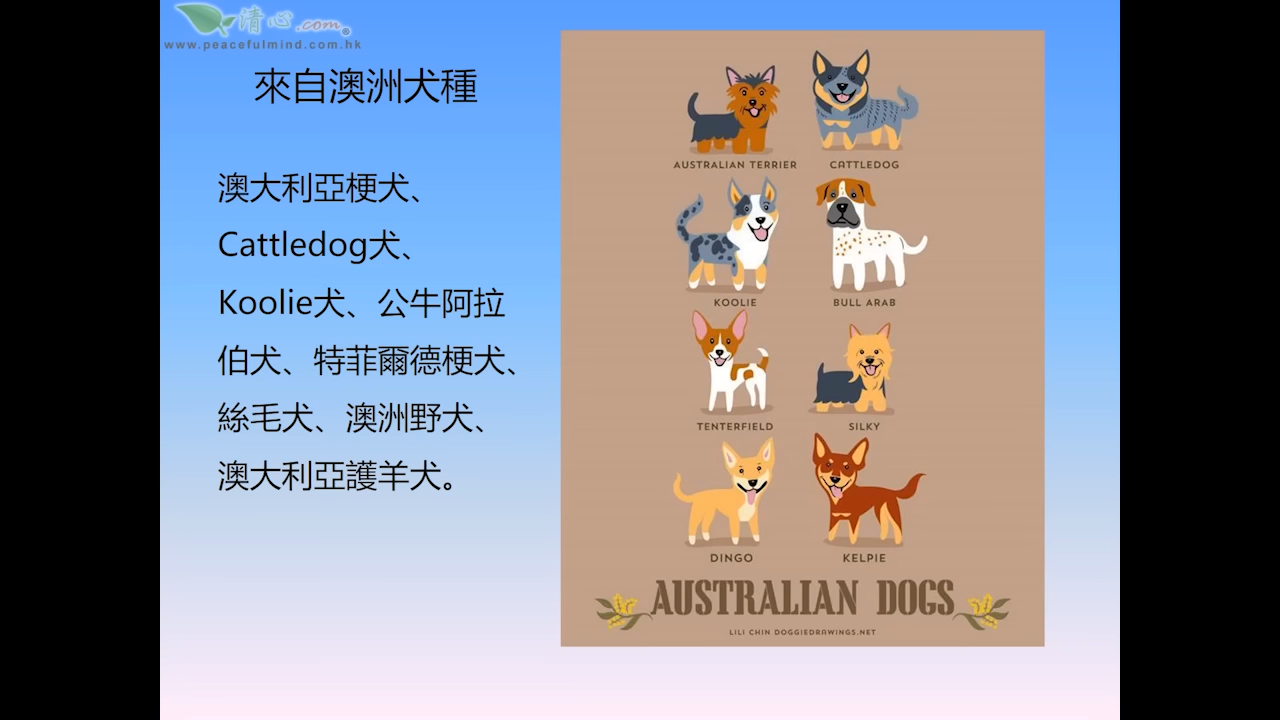 清心.com®
www.peacefulmind.com.hk
來自澳洲犬種
澳大利亞梗犬、
Cattledog犬、
Koolie犬、公牛阿拉
伯犬、特菲爾德梗犬、
絲毛犬、澳洲野犬、
澳大利亞護羊犬。
AUSTRALIAN TERRIER
CATTLEDOG
KOOLIE
BULL ARAB
TENTERFIELD
SILKY
DINGO
KELPIE
AUSTRALIAN DOGS
LILI CHIN DOGGIEDRAWINGS.NET